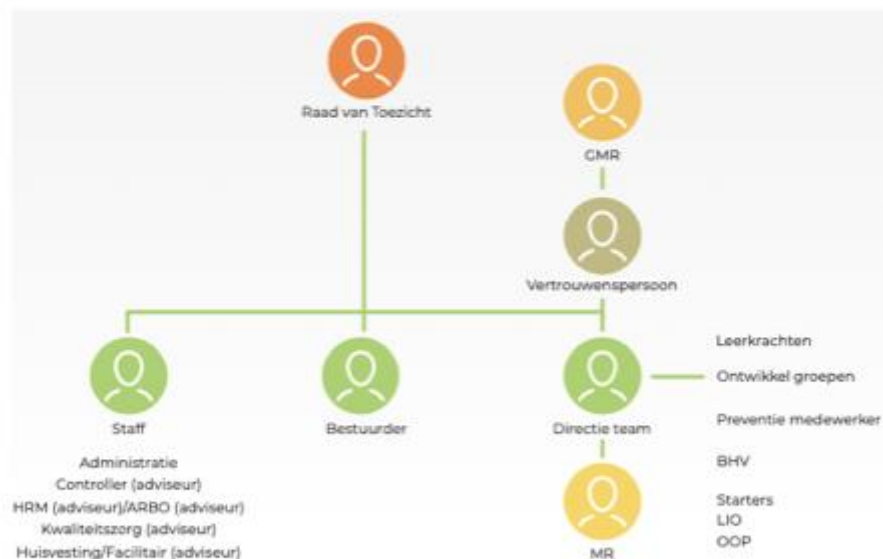 Raad van Toezicht
GMR
Vertrouwenspersoon
Staff
Administratie
Controller (adviseur)
HRM (adviseur)/ARBO (adviseur)
Kwaliteitszorg (adviseur)
Huisvesting/Facilitair (adviseur)
Bestuurder
Directie team
MR
Leerkrachten
Ontwikkel groepen
Preventie medewerker
BHV
Starters
LIO
OOP